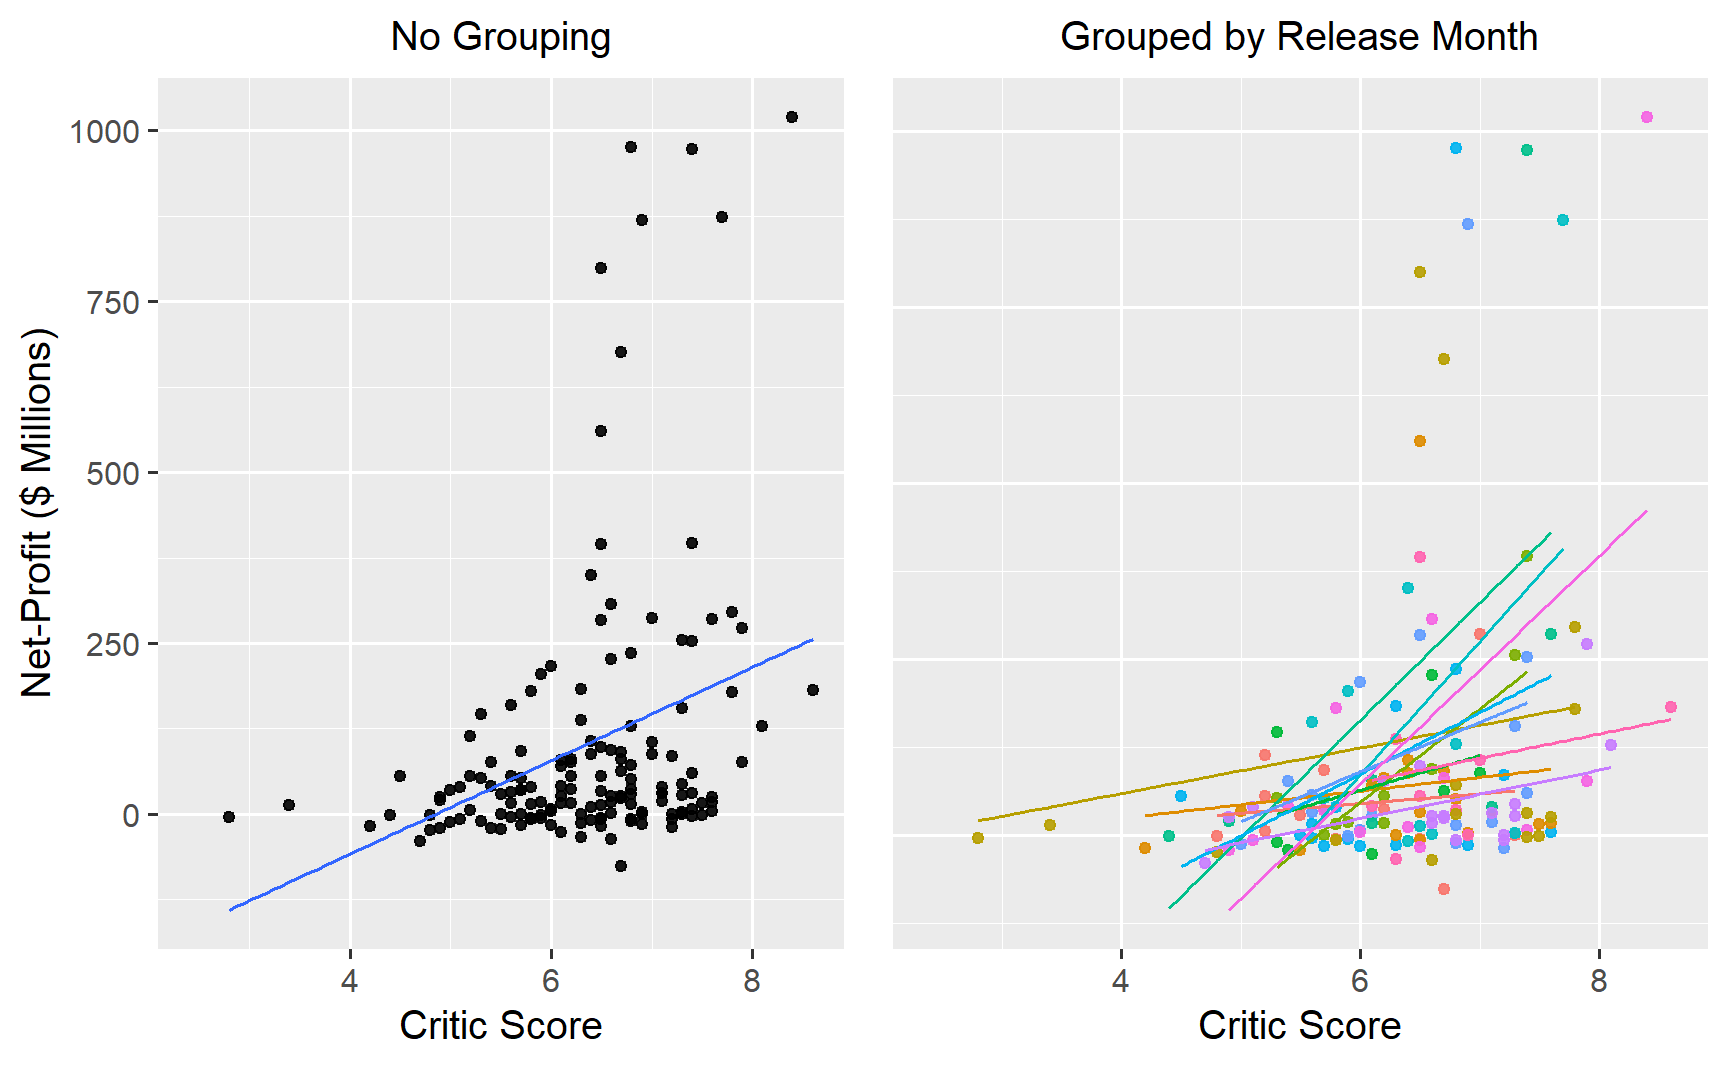 No Grouping
Grouped by Release Month
Net-Profit ($ Millions)
1000
750
500
250
0
4 6 8
4 6 8
Critic Score
Critic Score